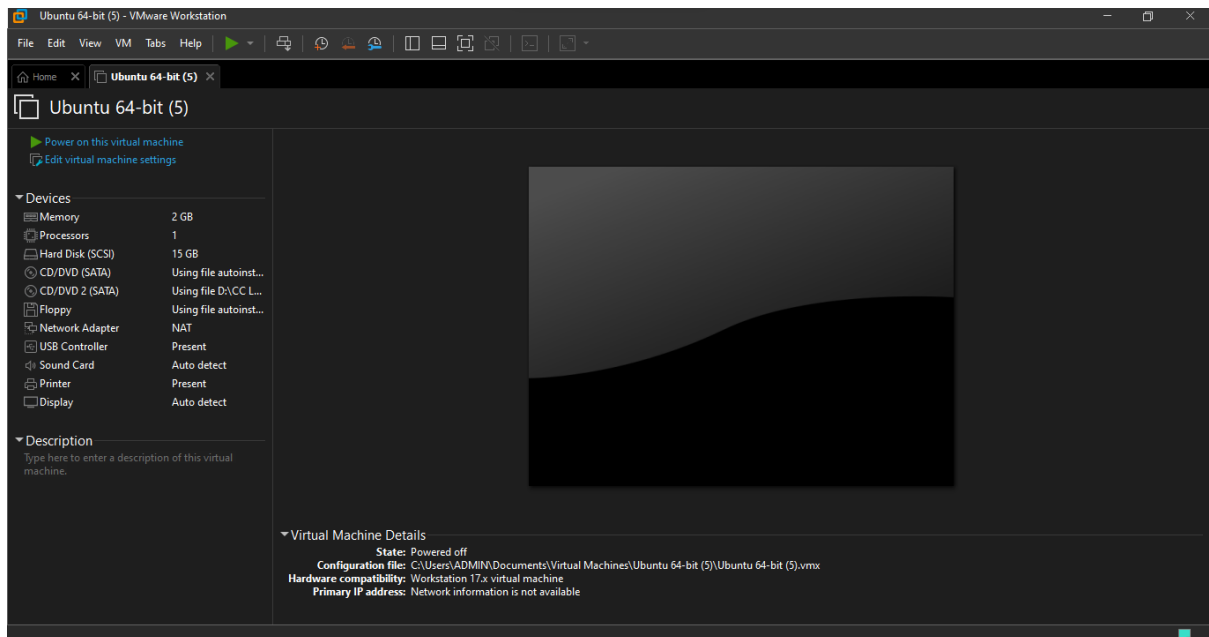 Ubuntu 64-bit (5) - VMware Workstation
File Edit View VM Tabs Help
Home Ubuntu 64-bit (5)
Ubuntu 64-bit (5)
Power on this virtual machine
Edit virtual machine settings
Devices
Memory 2 GB
Processors 1
Hard Disk (SCSI) 15 GB
CD/DVD (SATA) Using file autoinst...
CD/DVD 2 (SATA) Using file D:\CC L...
Floppy Using file autoinst...
Network Adapter NAT
USB Controller Present
Sound Card Auto detect
Printer Present
Display Auto detect
Description
Type here to enter a description of this virtual
machine.
Virtual Machine Details
State: Powered off
Configuration file: C:\Users\ADMIN\Documents\Virtual Machines\Ubuntu 64-bit (5)\Ubuntu 64-bit (5).vmx
Hardware compatibility: Workstation 17.x virtual machine
Primary IP address: Network information is not available